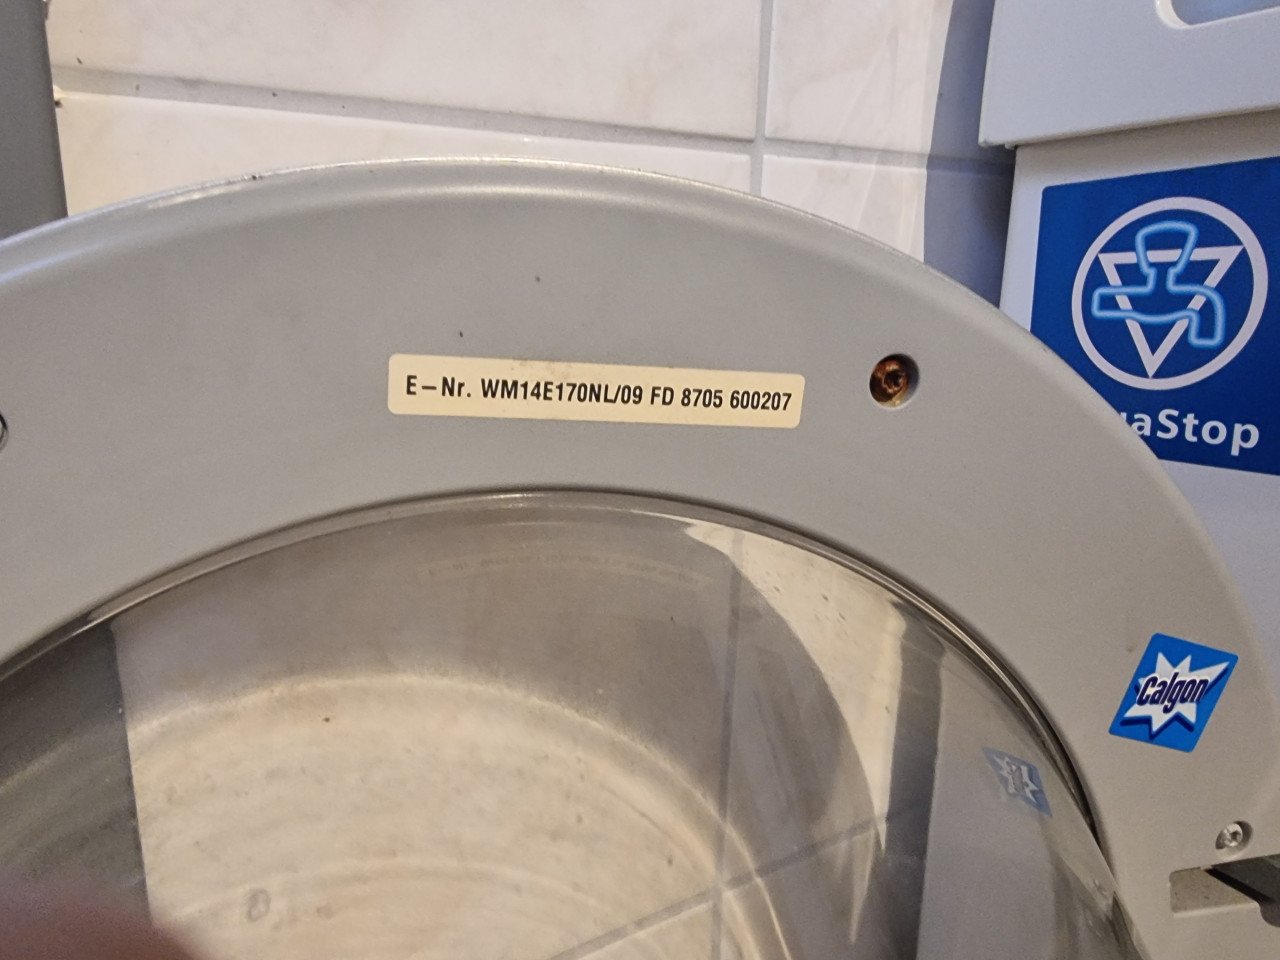 E-Nr. WM14E170NL/09 FD 8705 600207
aStop
Calgon